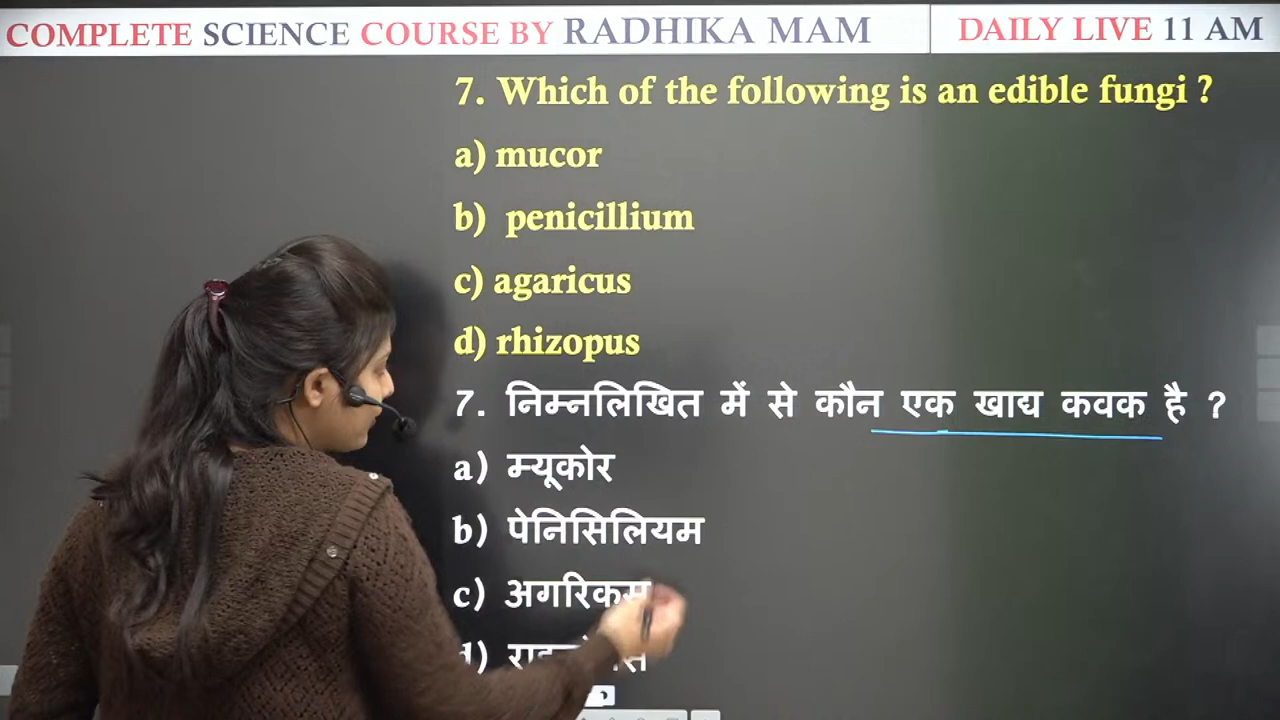 COMPLETE SCIENCE COURSE BY RADHIKA MAM
DAILY LIVE 11 AM
7. Which of the following is an edible fungi ?
a) mucor
b) penicillium
c) agaricus
d) rhizopus
7. निम्नलिखित में से कौन एक खाद्य कवक है ?
a) म्यूकोर
b) पेनिसिलियम
c) अगरिकस
d)